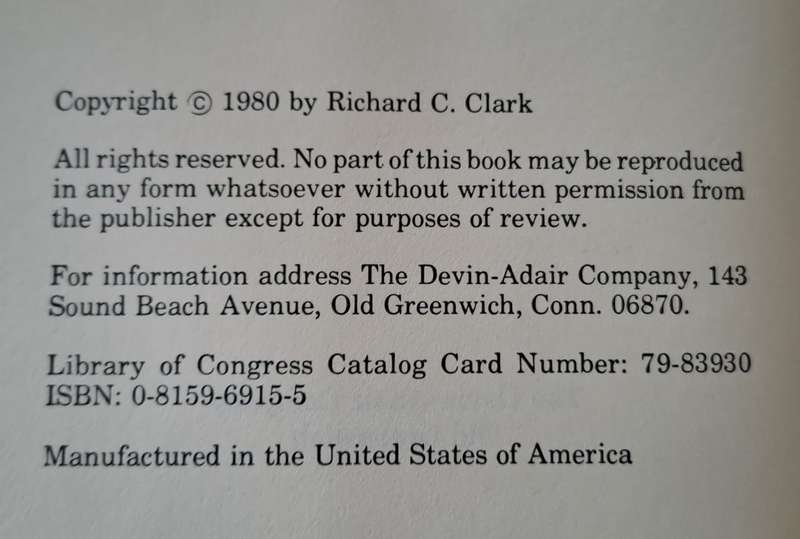 Copyright © 1980 by Richard C. Clark
All rights reserved. No part of this book may be reproduced
in any form whatsoever without written permission from
the publisher except for purposes of review.
For information address The Devin-Adair Company, 143
Sound Beach Avenue, Old Greenwich, Conn. 06870.
Library of Congress Catalog Card Number: 79-83930
ISBN: 0-8159-6915-5
Manufactured in the United States of America